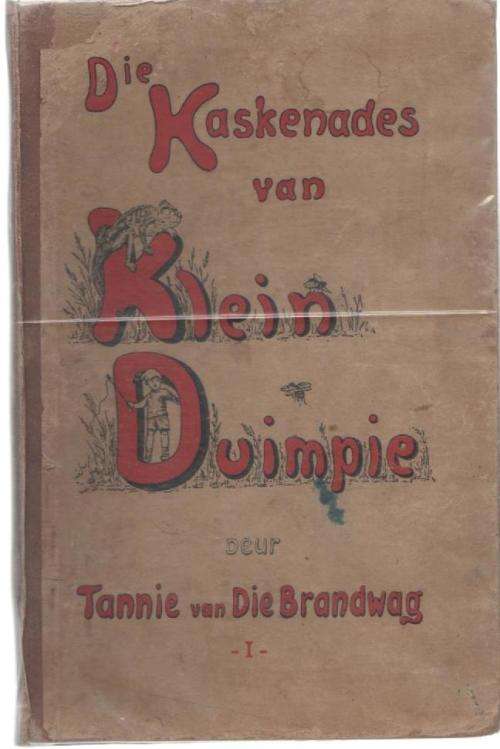 Die
Kaskenades
van
Klein
Duimpie
DEUR
Tannie van Die Brandwag
-I-